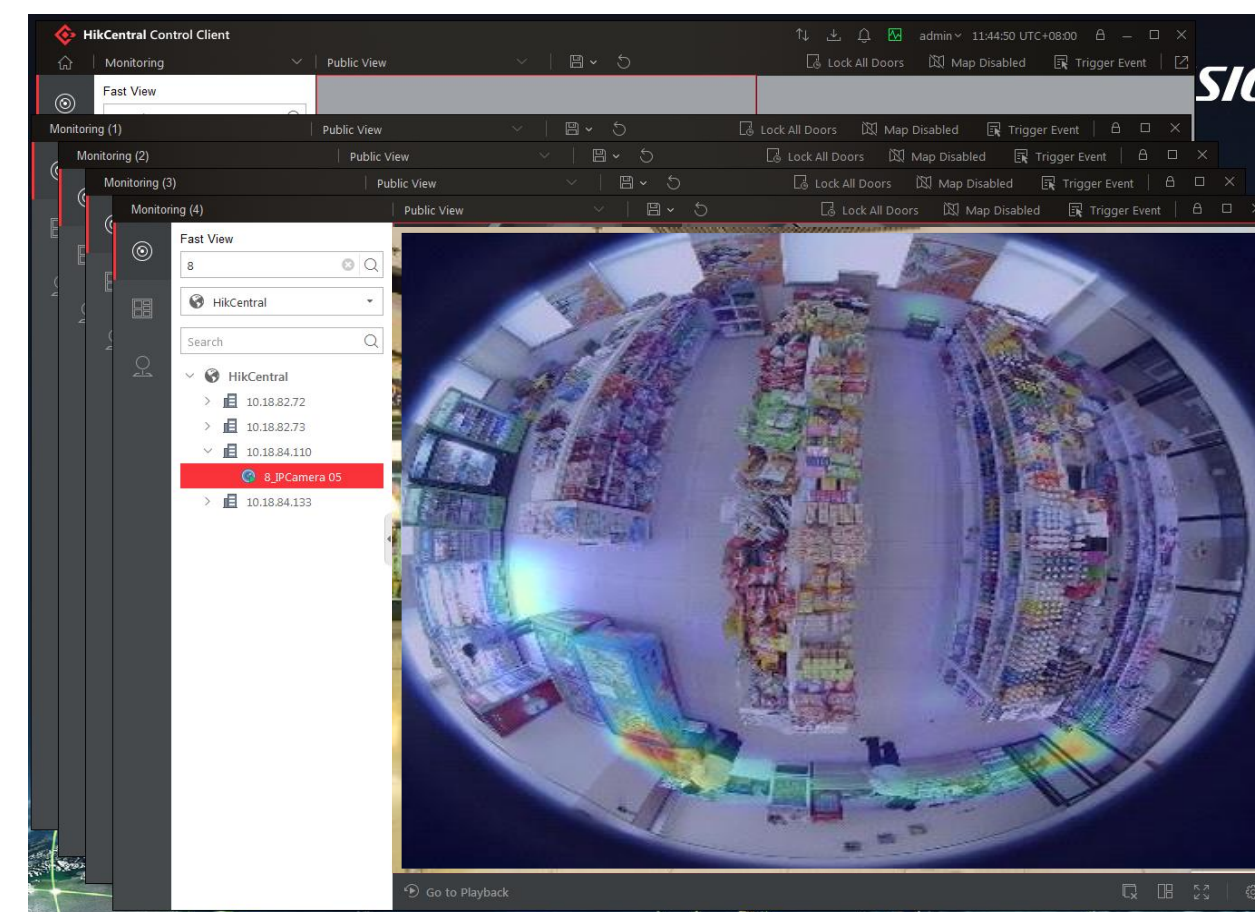 HikCentral Control Client admin 11:44:50 UTC+08:00
Monitoring Public View Lock All Doors Map Disabled Trigger Event
Fast View
Monitoring (1) Public View Lock All Doors Map Disabled Trigger Event
Monitoring (2) Public View Lock All Doors Map Disabled Trigger Event
Monitoring (3) Public View Lock All Doors Map Disabled Trigger Event
Monitoring (4) Public View Lock All Doors Map Disabled Trigger Event
Fast View
8
HikCentral
Search
HikCentral
10.18.82.72
10.18.82.73
10.18.84.110
8_IPCamera 05
10.18.84.133
Go to Playback